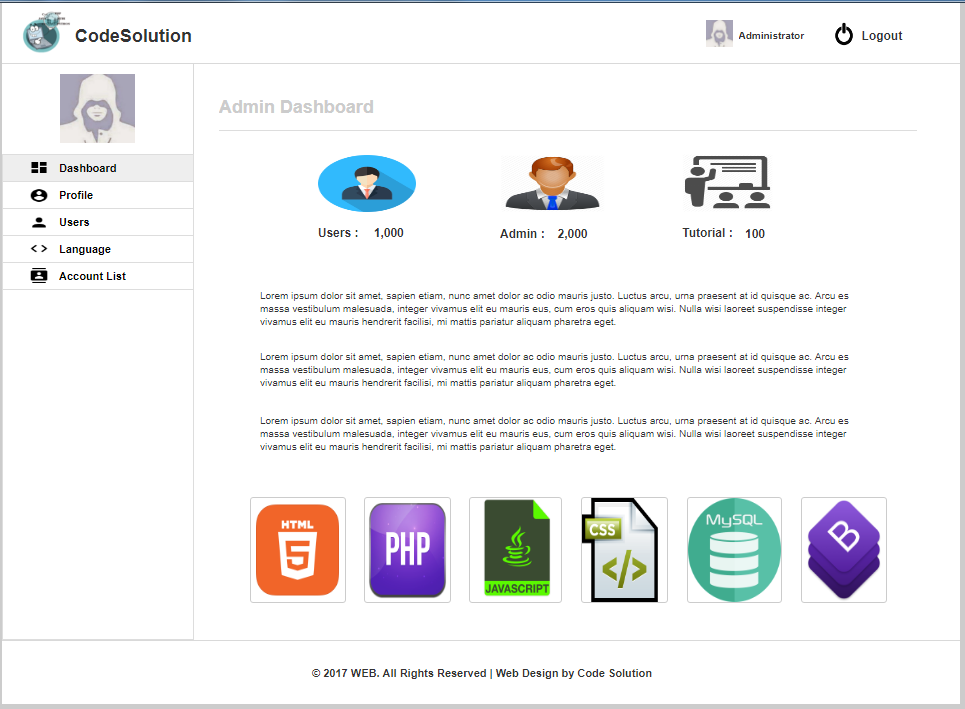 CodeSolution
Administrator
Logout
Admin Dashboard
Dashboard
Profile
Users
Language
Account List
Users : 1,000
Admin : 2,000
Tutorial : 100
Lorem ipsum dolor sit amet, sapien etiam, nunc amet dolor ac odio mauris justo. Luctus arcu, urna praesent at id quisque ac. Arcu es
massa vestibulum malesuada, integer vivamus elit eu mauris eus, cum eros quis aliquam wisi. Nulla wisi laoreet suspendisse integer
vivamus elit eu mauris hendrerit facilisi, mi mattis pariatur aliquam pharetra eget.
Lorem ipsum dolor sit amet, sapien etiam, nunc amet dolor ac odio mauris justo. Luctus arcu, urna praesent at id quisque ac. Arcu es
massa vestibulum malesuada, integer vivamus elit eu mauris eus, cum eros quis aliquam wisi. Nulla wisi laoreet suspendisse integer
vivamus elit eu mauris hendrerit facilisi, mi mattis pariatur aliquam pharetra eget.
Lorem ipsum dolor sit amet, sapien etiam, nunc amet dolor ac odio mauris justo. Luctus arcu, urna praesent at id quisque ac. Arcu es
massa vestibulum malesuada, integer vivamus elit eu mauris eus, cum eros quis aliquam wisi. Nulla wisi laoreet suspendisse integer
vivamus elit eu mauris hendrerit facilisi, mi mattis pariatur aliquam pharetra eget.
HTML
5
PHP
JAVASCRIPT
CSS
</>
MySQL
B
© 2017 WEB. All Rights Reserved | Web Design by Code Solution